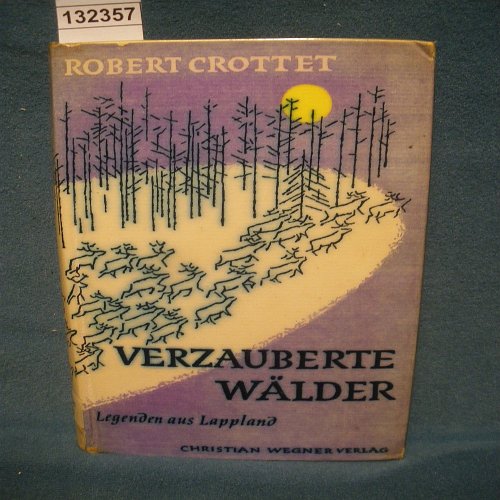 132357
ROBERT CROTTET
VERZAUBERTE
WÄLDER
Legenden aus Lappland
CHRISTIAN WEGNER VERLAG